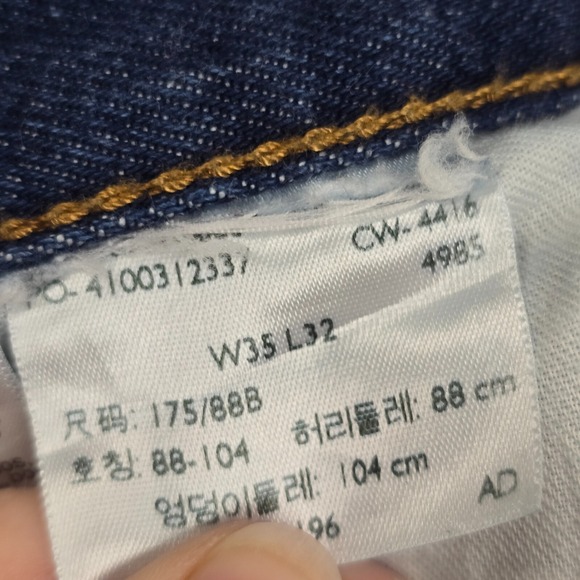 PO- 4100312337
CW- 4416
4985
W35 L32
尺码: 175/88B
호칭: 88-104
허리둘레: 88 cm
엉덩이둘레: 104 cm
196
AD